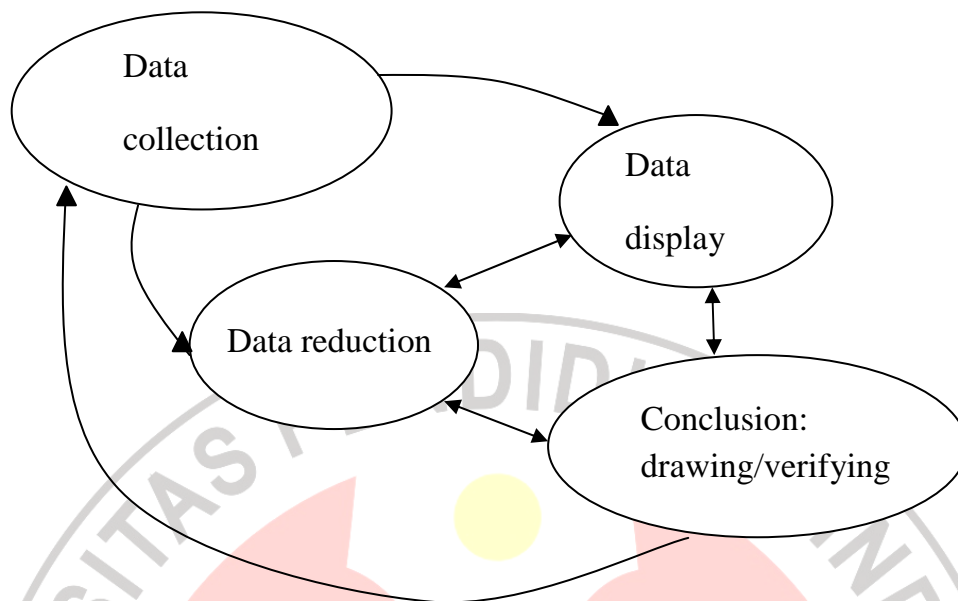 Data
collection
Data
display
Data reduction
Conclusion:
drawing/verifying